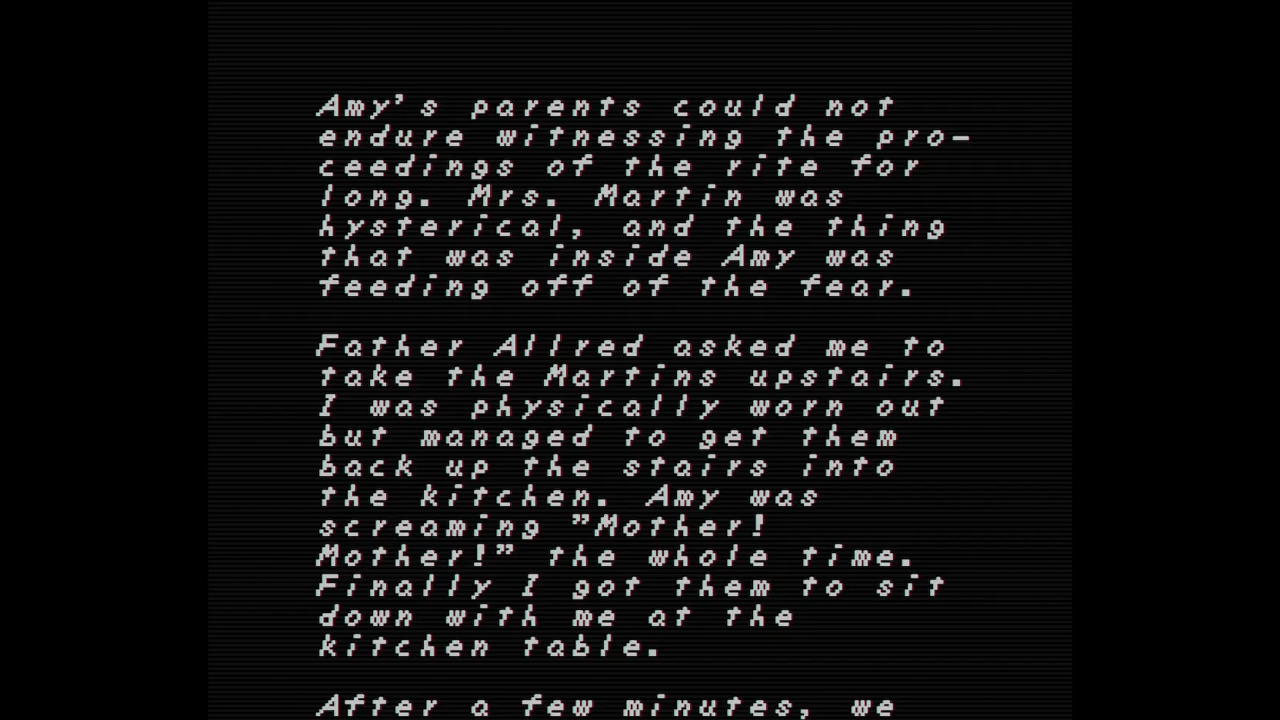 Amy's parents could not
endure witnessing the pro-
ceedings of the rite for
long. Mrs. Martin was
hysterical, and the thing
that was inside Amy was
feeding off of the fear.
Father Allred asked me to
take the Martins upstairs.
I was physically worn out
but managed to get them
back up the stairs into
the kitchen. Amy was
screaming "Mother!
Mother!" the whole time.
Finally I got them to sit
down with me at the
kitchen table.
After a few minutes, we